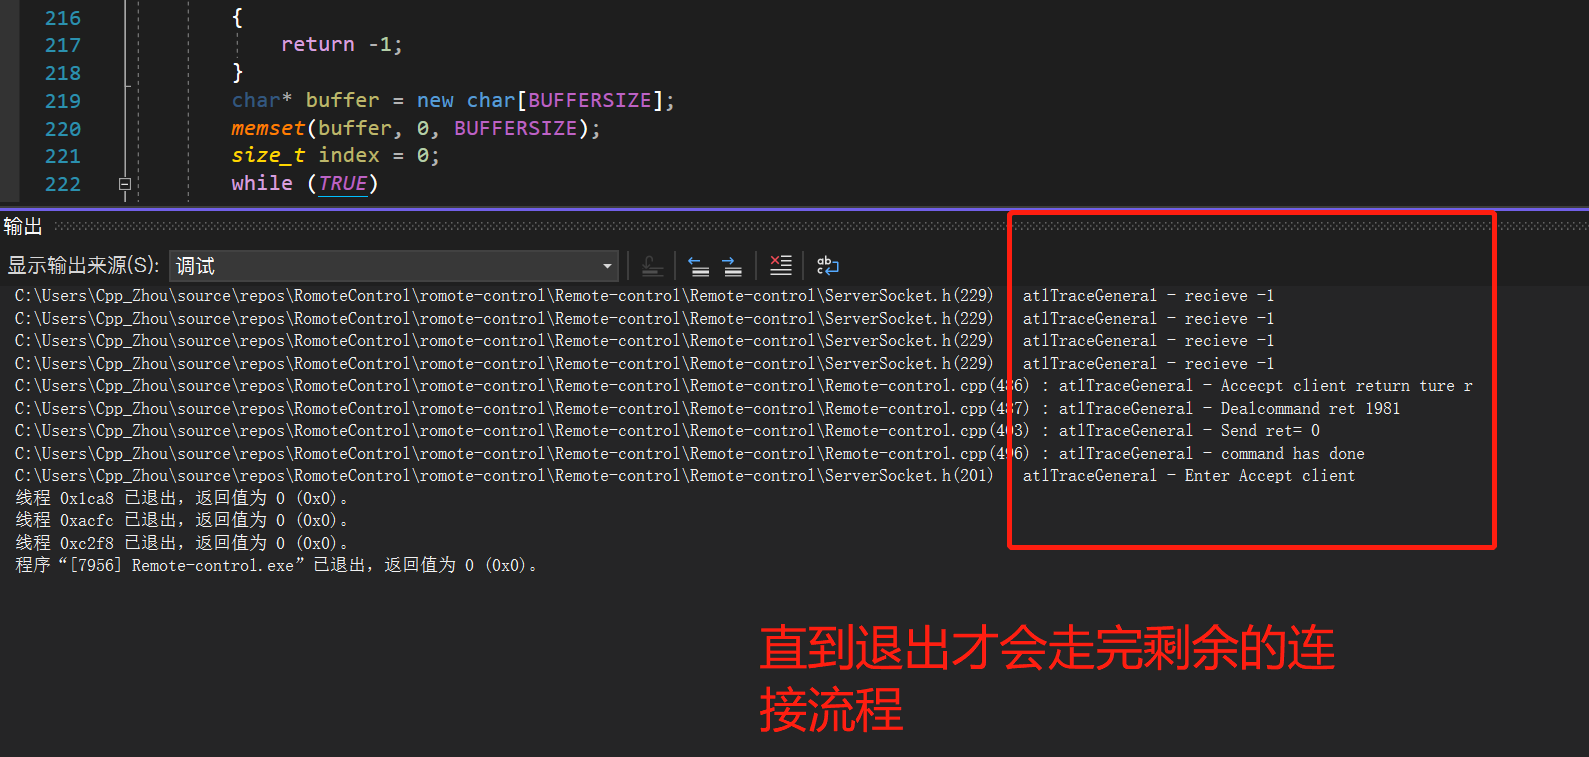 216 {
217 return -1;
218 }
219 char* buffer = new char[BUFFERSIZE];
220 memset(buffer, 0, BUFFERSIZE);
221 size_t index = 0;
222 while (TRUE)
输出
显示输出来源(S): 调试
C:\Users\Cpp_Zhou\source\repos\RomoteControl\romote-control\Remote-control\Remote-control\ServerSocket.h(229) atlTraceGeneral - recieve -1
C:\Users\Cpp_Zhou\source\repos\RomoteControl\romote-control\Remote-control\Remote-control\ServerSocket.h(229) atlTraceGeneral - recieve -1
C:\Users\Cpp_Zhou\source\repos\RomoteControl\romote-control\Remote-control\Remote-control\ServerSocket.h(229) atlTraceGeneral - recieve -1
C:\Users\Cpp_Zhou\source\repos\RomoteControl\romote-control\Remote-control\Remote-control\ServerSocket.h(229) atlTraceGeneral - recieve -1
C:\Users\Cpp_Zhou\source\repos\RomoteControl\romote-control\Remote-control\Remote-control\Remote-control.cpp(486) : atlTraceGeneral - Accecpt client return ture r
C:\Users\Cpp_Zhou\source\repos\RomoteControl\romote-control\Remote-control\Remote-control\Remote-control.cpp(487) : atlTraceGeneral - Dealcommand ret 1981
C:\Users\Cpp_Zhou\source\repos\RomoteControl\romote-control\Remote-control\Remote-control\Remote-control.cpp(403) : atlTraceGeneral - Send ret= 0
C:\Users\Cpp_Zhou\source\repos\RomoteControl\romote-control\Remote-control\Remote-control\Remote-control.cpp(496) : atlTraceGeneral - command has done
C:\Users\Cpp_Zhou\source\repos\RomoteControl\romote-control\Remote-control\Remote-control\ServerSocket.h(201) atlTraceGeneral - Enter Accept client
线程 0x1ca8 已退出，返回值为 0 (0x0)。
线程 0xacfc 已退出，返回值为 0 (0x0)。
线程 0xc2f8 已退出，返回值为 0 (0x0)。
程序“[7956] Remote-control.exe”已退出，返回值为 0 (0x0)。
直到退出才会走完剩余的连
接流程